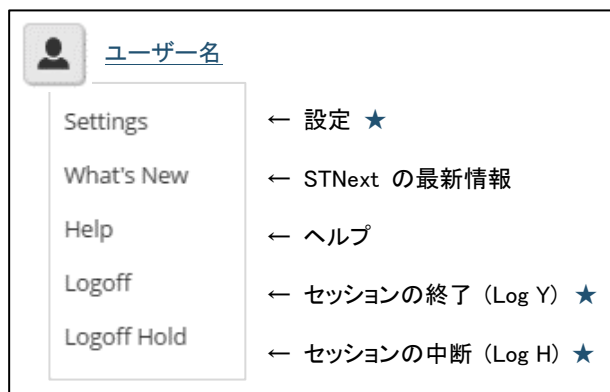 ユーザー名
Settings ← 設定 ★
What's New ← STNext の最新情報
Help ← ヘルプ
Logoff ← セッションの終了 (Log Y) ★
Logoff Hold ← セッションの中断 (Log H) ★